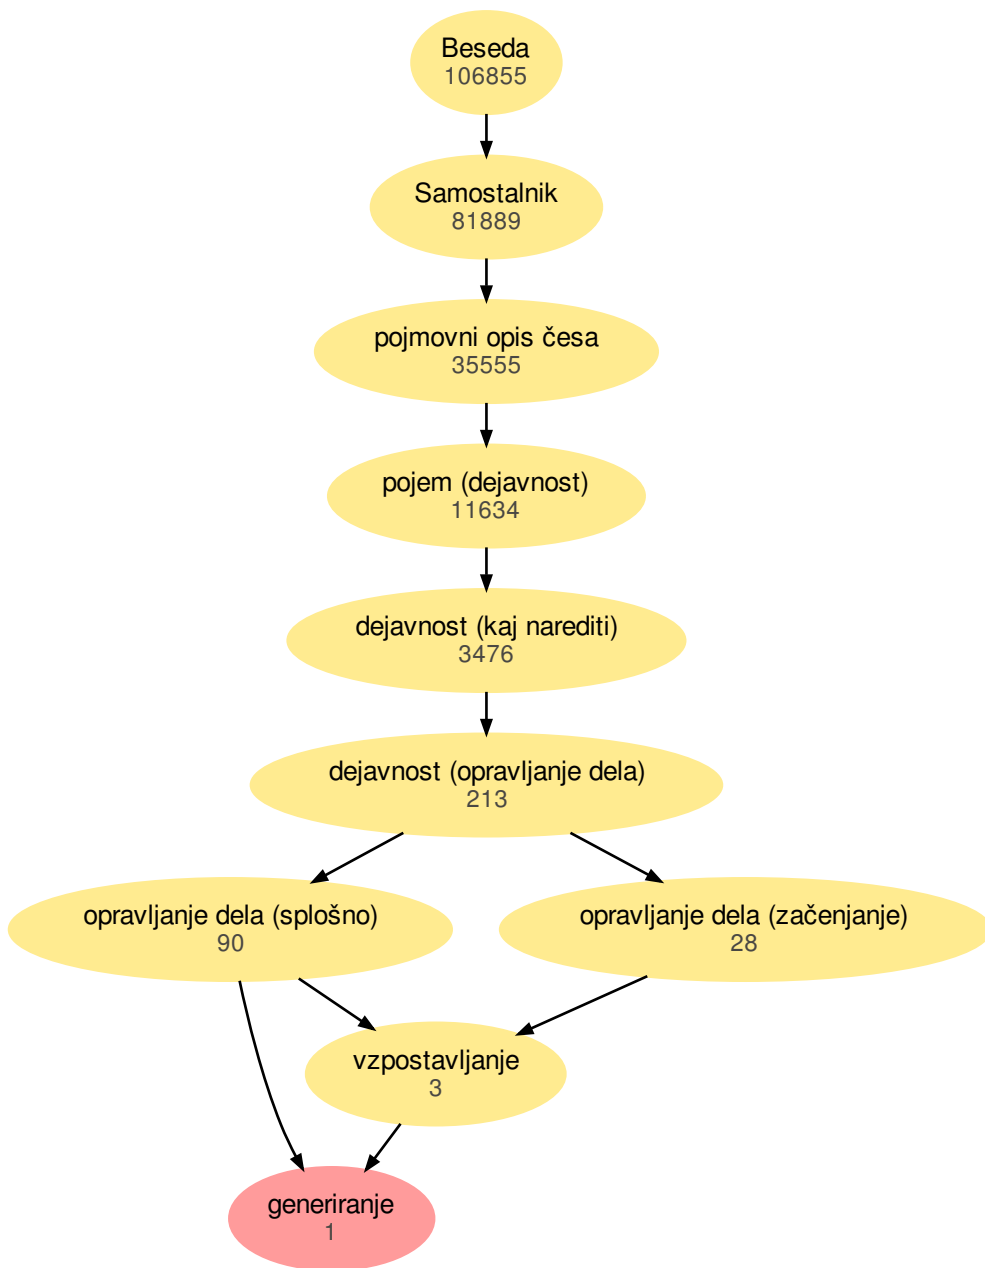 Beseda
106855
Samostalnik
81889
pojmovni opis česa
35555
pojem (dejavnost)
11634
dejavnost (kaj narediti)
3476
dejavnost (opravljanje dela)
213
opravljanje dela (splošno)
90
opravljanje dela (začenjanje)
28
vzpostavljanje
3
generiranje
1